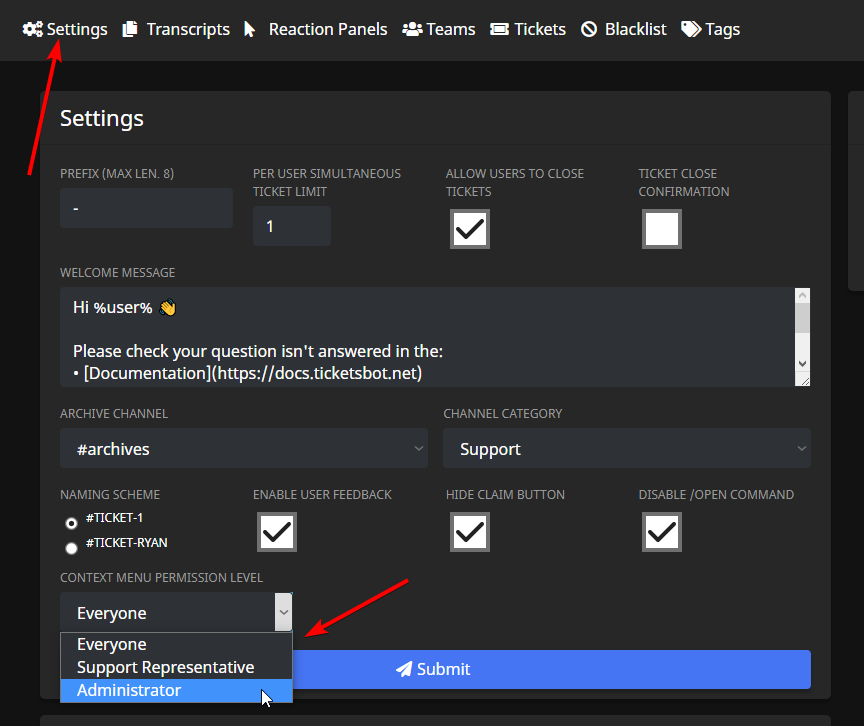 Settings Transcripts Reaction Panels Teams Tickets Blacklist Tags
Settings
PREFIX (MAX LEN. 8)
-
PER USER SIMULTANEOUS
TICKET LIMIT
1
ALLOW USERS TO CLOSE
TICKETS
TICKET CLOSE
CONFIRMATION
WELCOME MESSAGE
Hi %user% 👋
Please check your question isn't answered in the:
• [Documentation](https://docs.ticketsbot.net)
ARCHIVE CHANNEL
#archives
CHANNEL CATEGORY
Support
NAMING SCHEME
#TICKET-1
#TICKET-RYAN
ENABLE USER FEEDBACK
HIDE CLAIM BUTTON
DISABLE /OPEN COMMAND
CONTEXT MENU PERMISSION LEVEL
Everyone
Everyone
Support Representative
Administrator
Submit